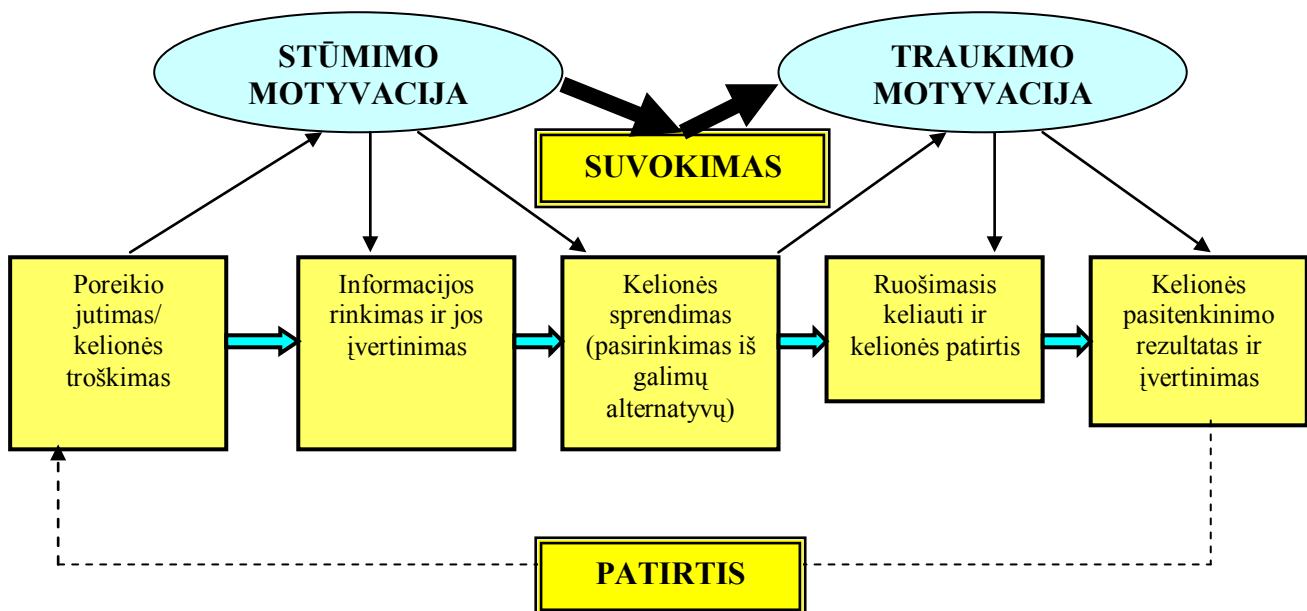 STŪMIMO
MOTYVACIJA
TRAUKIMO
MOTYVACIJA
SUVOKIMAS
Poreikio
jutimas/
kelionės
troškimas
Informacijos
rinkimas ir jos
įvertinimas
Kelionės
sprendimas
(pasirinkimas iš
galimų
alternatyvų)
Ruošimasis
keliauti ir
kelionės patirtis
Kelionės
pasitenkinimo
rezultatas ir
įvertinimas
PATIRTIS